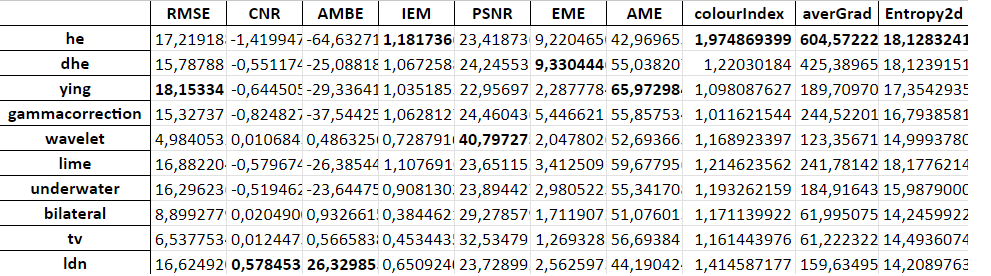 RMSE CNR AMBE IEM PSNR EME AME colourIndex averGrad Entropy2d
he 17,21918 -1,419947 -64,63271 1,181736 23,41873 9,220465 42,96965 1,974869399 604,57222 18,1283241
dhe 15,78788 -0,551174 -25,08818 1,067258 24,24553 9,330444 55,038207 1,22030184 425,38965 18,1239151
ying 18,15334 -0,644505 -29,33641 1,035185 22,95697 2,287778 65,972984 1,098087627 189,70970 17,3542935
gammacorrection 15,32737 -0,824827 -37,54425 1,062812 24,46043 5,446621 55,85753 1,011621544 244,52201 16,7938581
wavelet 4,984053 0,010684 0,486325 0,728791 40,79727 2,047802 52,69366 1,168923397 123,35671 14,9993780
lime 16,88220 -0,579674 -26,38544 1,107691 23,65115 3,412509 59,67795 1,214623562 241,78142 18,1776214
underwater 16,29623 -0,519462 -23,64475 0,908130 23,89442 2,980522 55,341708 1,193262159 184,91643 15,9879000
bilateral 8,899277 0,020490 0,932661 0,384462 29,27857 1,711907 51,07601 1,171139922 61,995075 14,2459922
tv 6,537753 0,012447 0,566583 0,453443 32,53479 1,269328 56,69384 1,161443976 61,222322 14,4936074
ldn 16,62492 0,578453 26,32985 0,650924 23,72899 2,562597 44,190424 1,414587177 159,63495 14,2089763